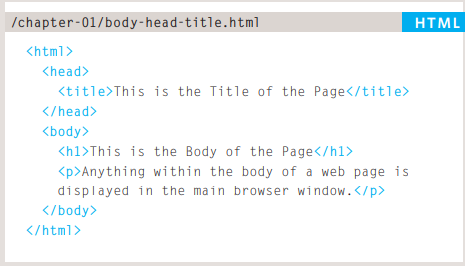 /chapter-01/body-head-title.html HTML
<html>
<head>
<title>This is the Title of the Page</title>
</head>
<body>
<h1>This is the Body of the Page</h1>
<p>Anything within the body of a web page is
displayed in the main browser window.</p>
</body>
</html>